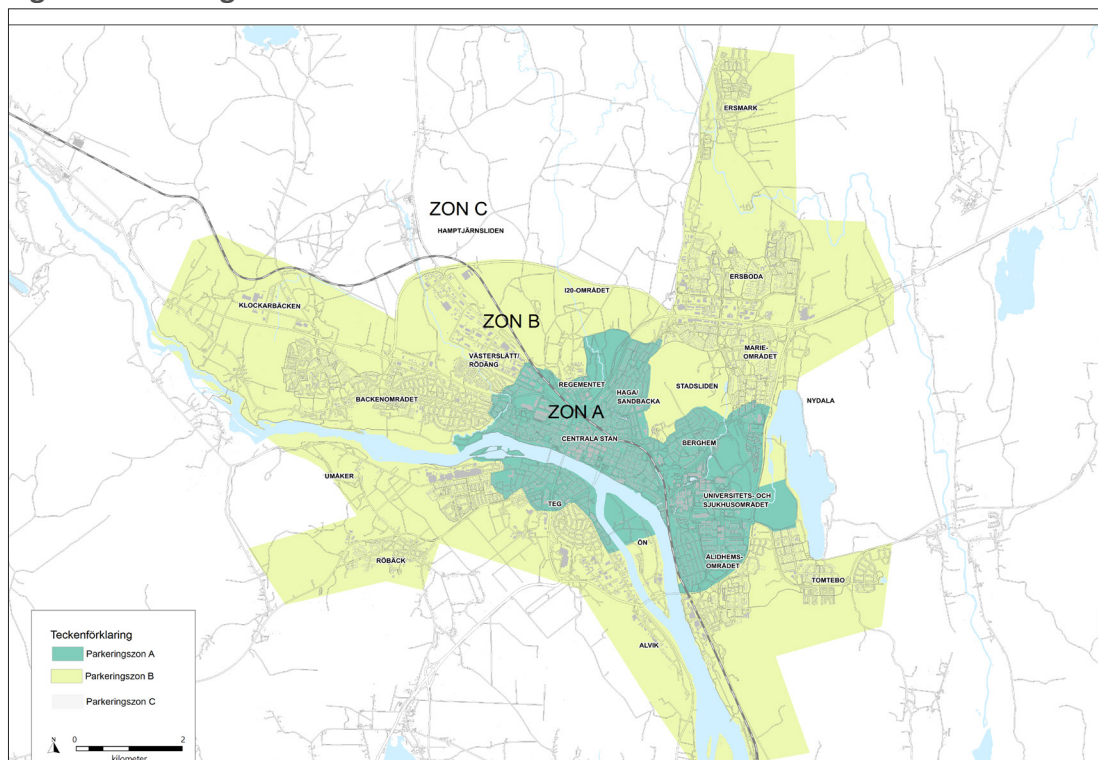 ERSMARK
ZON C
HAMPTJÄRNSLIDEN
ERSBODA
I20-OMRÅDET
KLOCKARBÄCKEN
ZON B
MARIE-
OMRÅDET
VÄSTERSLÄTT/
RÖDÄNG
REGEMENTET
STADSLIDEN
HAGA/
SANDBACKA
BACKENOMRÅDET
NYDALA
ZON A
CENTRALA STAN
BERGHEM
UMÅKER
UNIVERSITETS- OCH
SJUKHUSOMRÅDET
TEG
ÖN
RÖBÄCK
ÅLIDHEMS-
OMRÅDET
TOMTEBO
ALVIK
Teckenförklaring
Parkeringszon A
Parkeringszon B
Parkeringszon C
N
0 2
kilometer